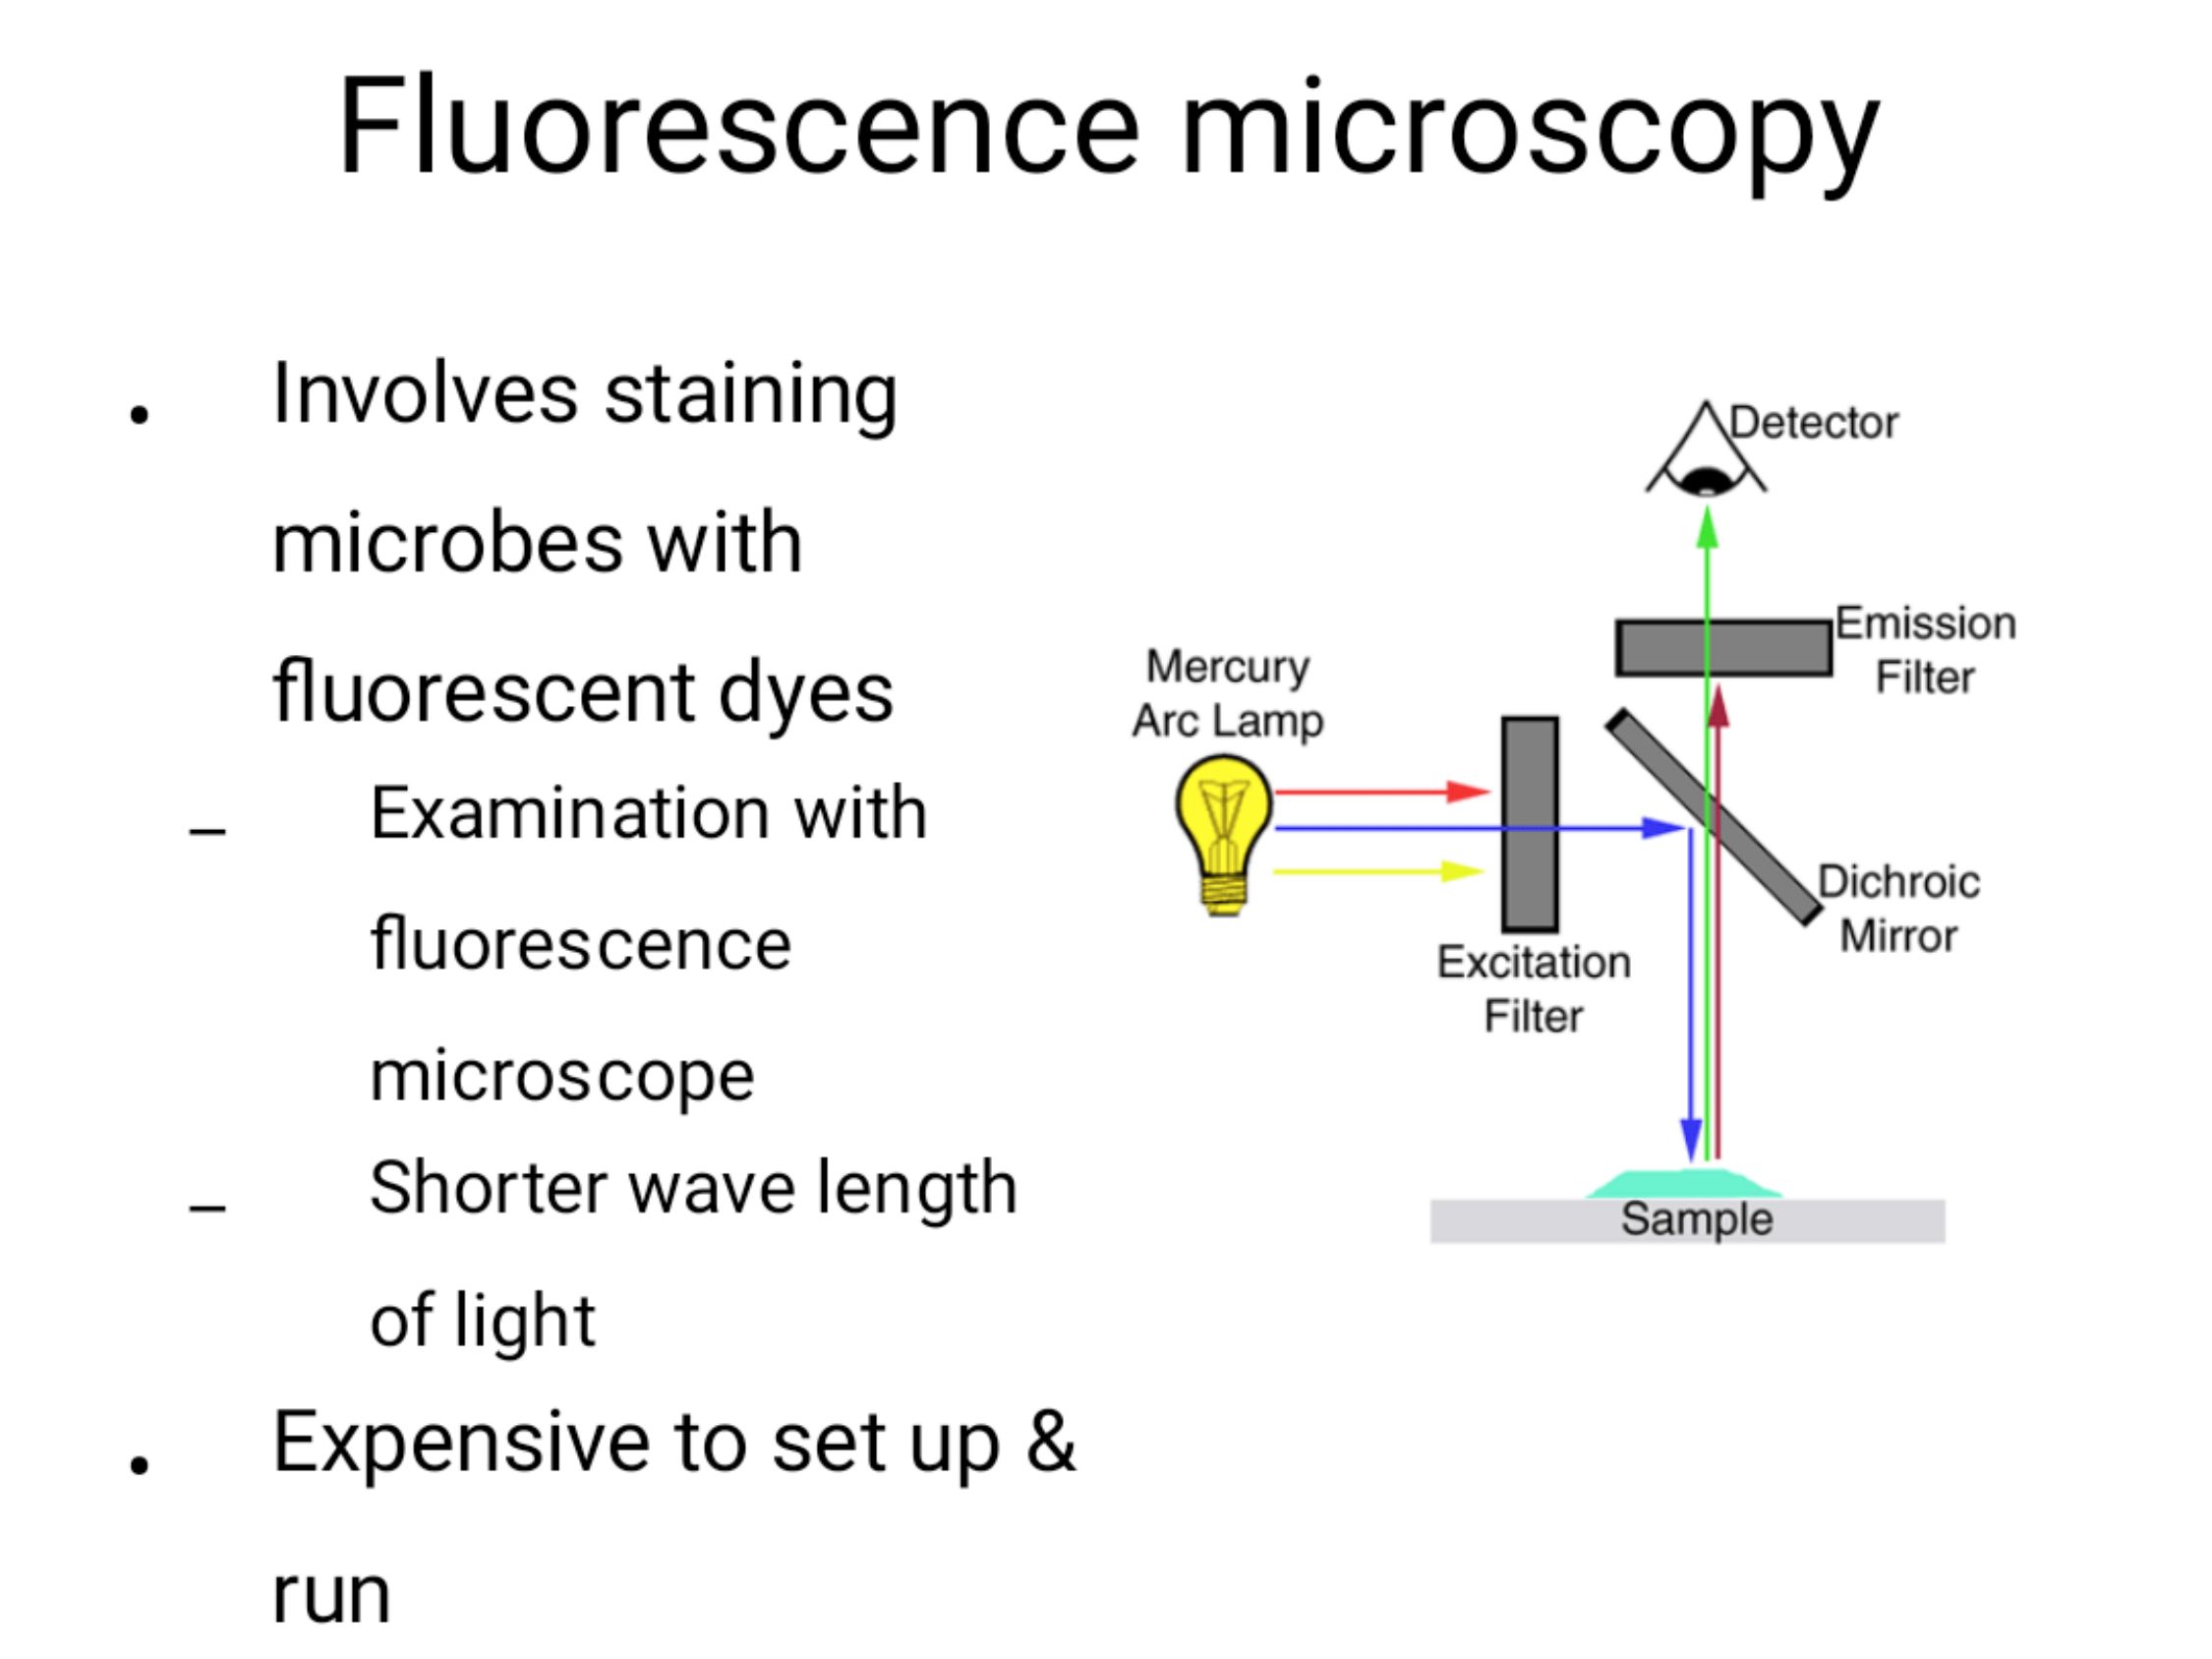 Fluorescence microscopy
• Involves staining
microbes with
fluorescent dyes
– Examination with
fluorescence
microscope
– Shorter wave length
of light
• Expensive to set up &
run
Detector
Emission
Filter
Mercury
Arc Lamp
Dichroic
Mirror
Excitation
Filter
Sample